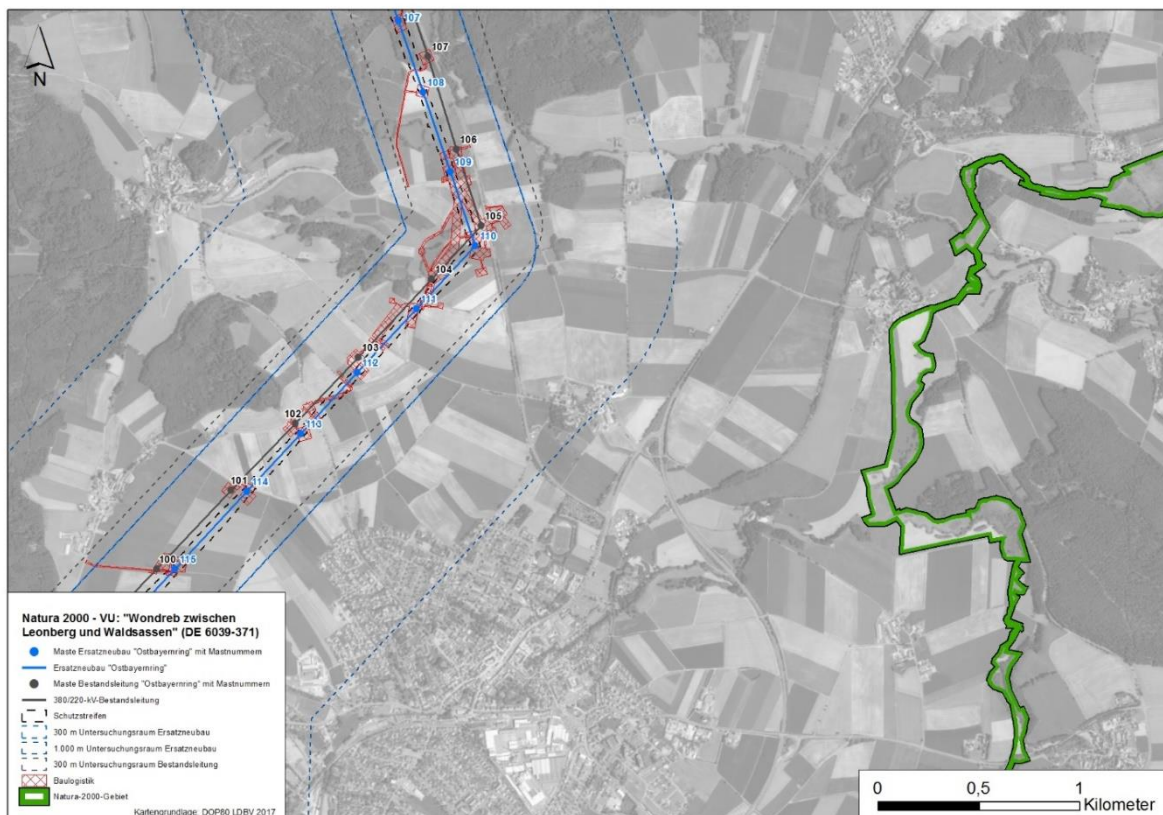 N
107
107
108
106
109
105
110
104
111
103
112
102
113
101
114
100
115
Natura 2000 - VU: "Wondreb zwischen
Leonberg und Waldsassen" (DE 6039-371)
Maste Ersatzneubau "Ostbayernring" mit Mastnummern
Ersatzneubau "Ostbayernring"
Maste Bestandsleitung "Ostbayernring" mit Mastnummern
380/220-kV-Bestandsleitung
Schutzstreifen
300 m Untersuchungsraum Ersatzneubau
1.000 m Untersuchungsraum Ersatzneubau
300 m Untersuchungsraum Bestandsleitung
Baulogistik
Natura-2000-Gebiet
Kartengrundlage: DOP80 LDBV 2017
0 0,5 1
Kilometer